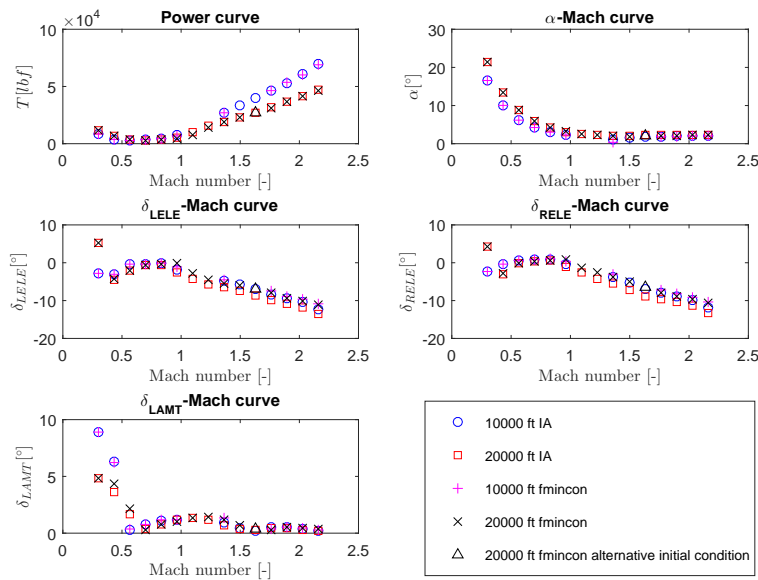 Power curve
×10⁴
10
5
0
T[lbf]
0 0.5 1 1.5 2 2.5
Mach number [-]
α-Mach curve
30
20
10
0
α[°]
0 0.5 1 1.5 2 2.5
Mach number [-]
δLELE-Mach curve
10
0
-10
-20
δLELE[°]
0 0.5 1 1.5 2 2.5
Mach number [-]
δRELE-Mach curve
10
0
-10
-20
δRELE[°]
0 0.5 1 1.5 2 2.5
Mach number [-]
δLAMT-Mach curve
10
5
0
δLAMT[°]
0 0.5 1 1.5 2 2.5
Mach number [-]
10000 ft IA
20000 ft IA
10000 ft fmincon
20000 ft fmincon
20000 ft fmincon alternative initial condition